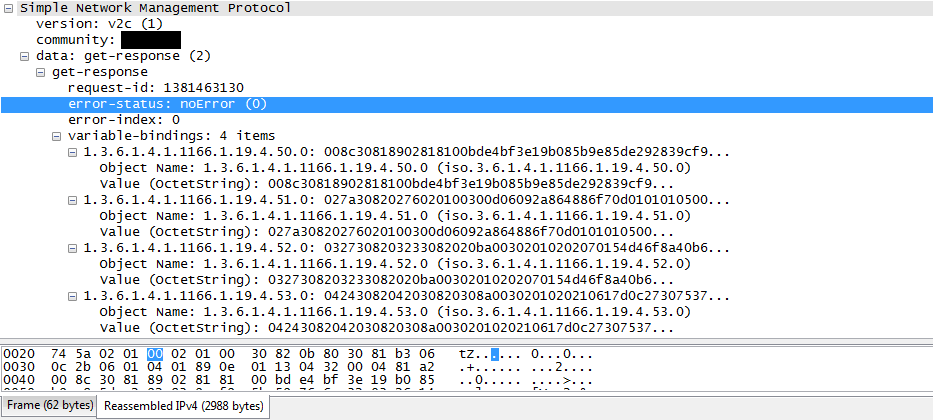 Simple Network Management Protocol
version: v2c (1)
community:
data: get-response (2)
get-response
request-id: 1381463130
error-status: noError (0)
error-index: 0
variable-bindings: 4 items
1.3.6.1.4.1.1166.1.19.4.50.0: 008c30818902818100bde4bf3e19b085b9e85de292839cf9...
Object Name: 1.3.6.1.4.1.1166.1.19.4.50.0 (iso.3.6.1.4.1.1166.1.19.4.50.0)
Value (OctetString): 008c30818902818100bde4bf3e19b085b9e85de292839cf9...
1.3.6.1.4.1.1166.1.19.4.51.0: 027a30820276020100300d06092a864886f70d0101010500...
Object Name: 1.3.6.1.4.1.1166.1.19.4.51.0 (iso.3.6.1.4.1.1166.1.19.4.51.0)
Value (OctetString): 027a30820276020100300d06092a864886f70d0101010500...
1.3.6.1.4.1.1166.1.19.4.52.0: 0327308203233082020ba00302010202070154d46f8a40b6...
Object Name: 1.3.6.1.4.1.1166.1.19.4.52.0 (iso.3.6.1.4.1.1166.1.19.4.52.0)
Value (OctetString): 0327308203233082020ba00302010202070154d46f8a40b6...
1.3.6.1.4.1.1166.1.19.4.53.0: 04243082042030820308a0030201020210617d0c27307537...
Object Name: 1.3.6.1.4.1.1166.1.19.4.53.0 (iso.3.6.1.4.1.1166.1.19.4.53.0)
Value (OctetString): 04243082042030820308a0030201020210617d0c27307537...
0020 74 5a 02 01 00 02 01 00 30 82 0b 80 30 81 b3 06 tZ...... 0...0...
0030 0c 2b 06 01 04 01 89 0e 01 13 04 32 00 04 81 a2 .+...... ...2....
0040 00 8c 30 81 89 02 81 81 00 bd e4 bf 3e 19 b0 85 ..0..... ....>...
Frame (62 bytes) Reassembled IPv4 (2988 bytes)